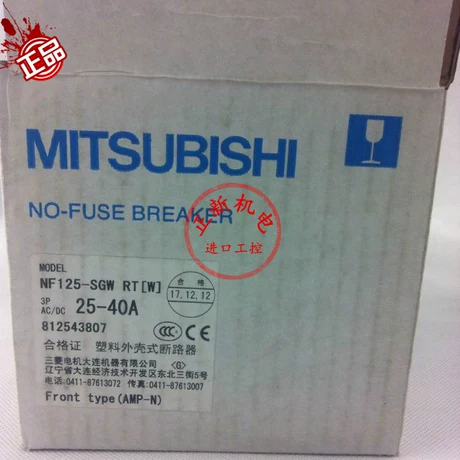 正品
MITSUBISHI
NO-FUSE BREAKER
正新机电
进口工控
MODEL
NF125-SGW RT[W]
合格
17.12.12
3P
AC/DC 25-40A
812543807
合格证 塑料外壳式断路器
三菱电机大连机器有限公司 <G>
辽宁省大连经济技术开发区东北三街5号
电话:0411-87613072 传真:0411-87613007
Front type(AMP-N)